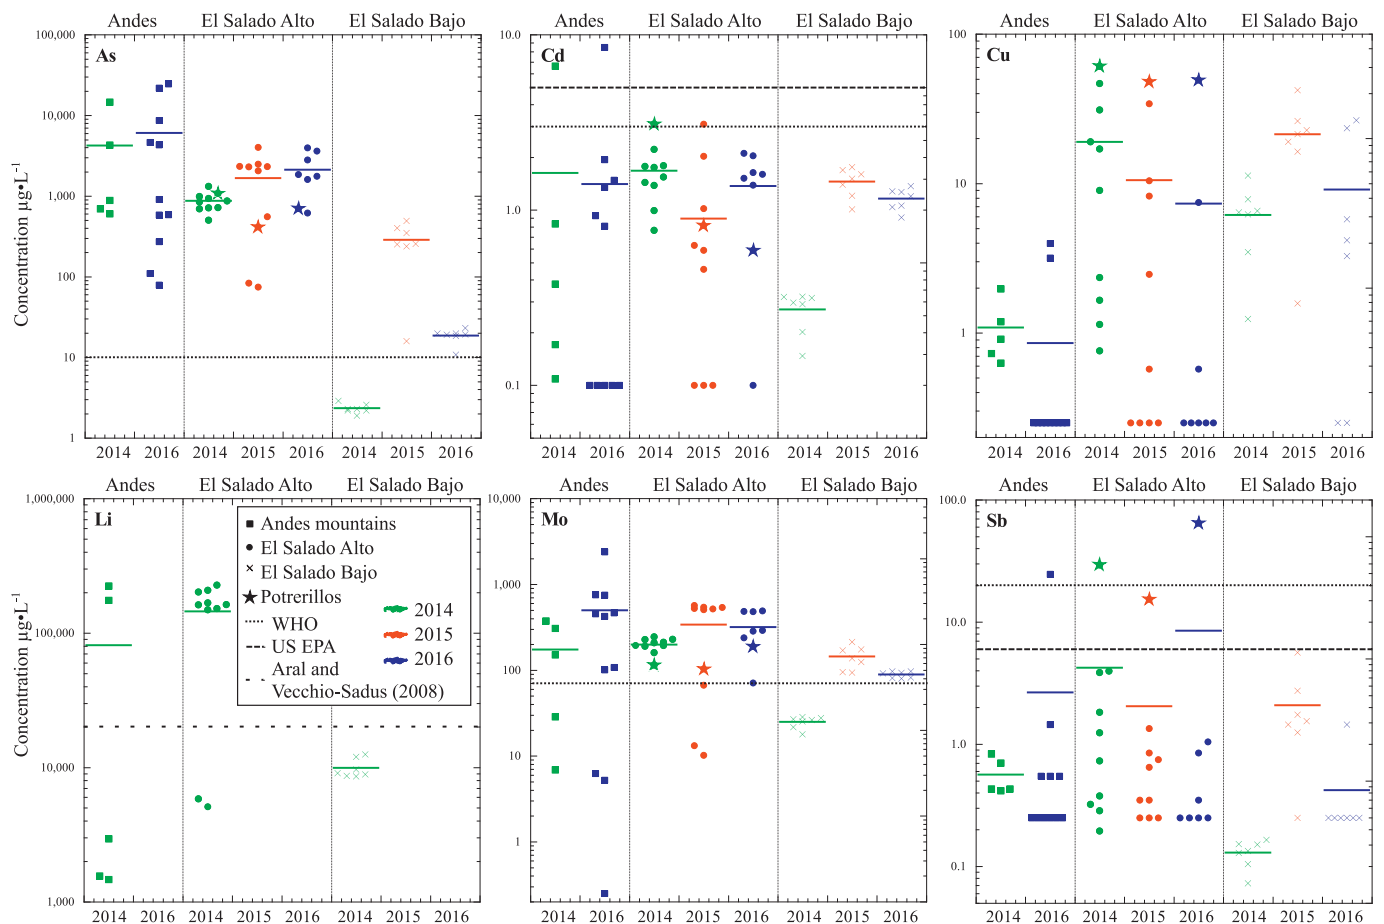 Andes El Salado Alto El Salado Bajo
As
100,000
10,000
1,000
100
10
1
Concentration µg•L⁻¹
2014 2016 2014 2015 2016 2014 2015 2016
Andes El Salado Alto El Salado Bajo
Cd
10.0
1.0
0.1
2014 2016 2014 2015 2016 2014 2015 2016
Andes El Salado Alto El Salado Bajo
Cu
100
10
1
2014 2016 2014 2015 2016 2014 2015 2016
Andes El Salado Alto El Salado Bajo
Li
1,000,000
100,000
10,000
1,000
Concentration µg•L⁻¹
Andes mountains
El Salado Alto
El Salado Bajo
Potrerillos
WHO
US EPA
Aral and
Vecchio-Sadus (2008)
2014
2015
2016
2014 2016 2014 2015 2016 2014 2015 2016
Andes El Salado Alto El Salado Bajo
Mo
10,000
1,000
100
10
1
2014 2016 2014 2015 2016 2014 2015 2016
Andes El Salado Alto El Salado Bajo
Sb
100.0
10.0
1.0
0.1
2014 2016 2014 2015 2016 2014 2015 2016